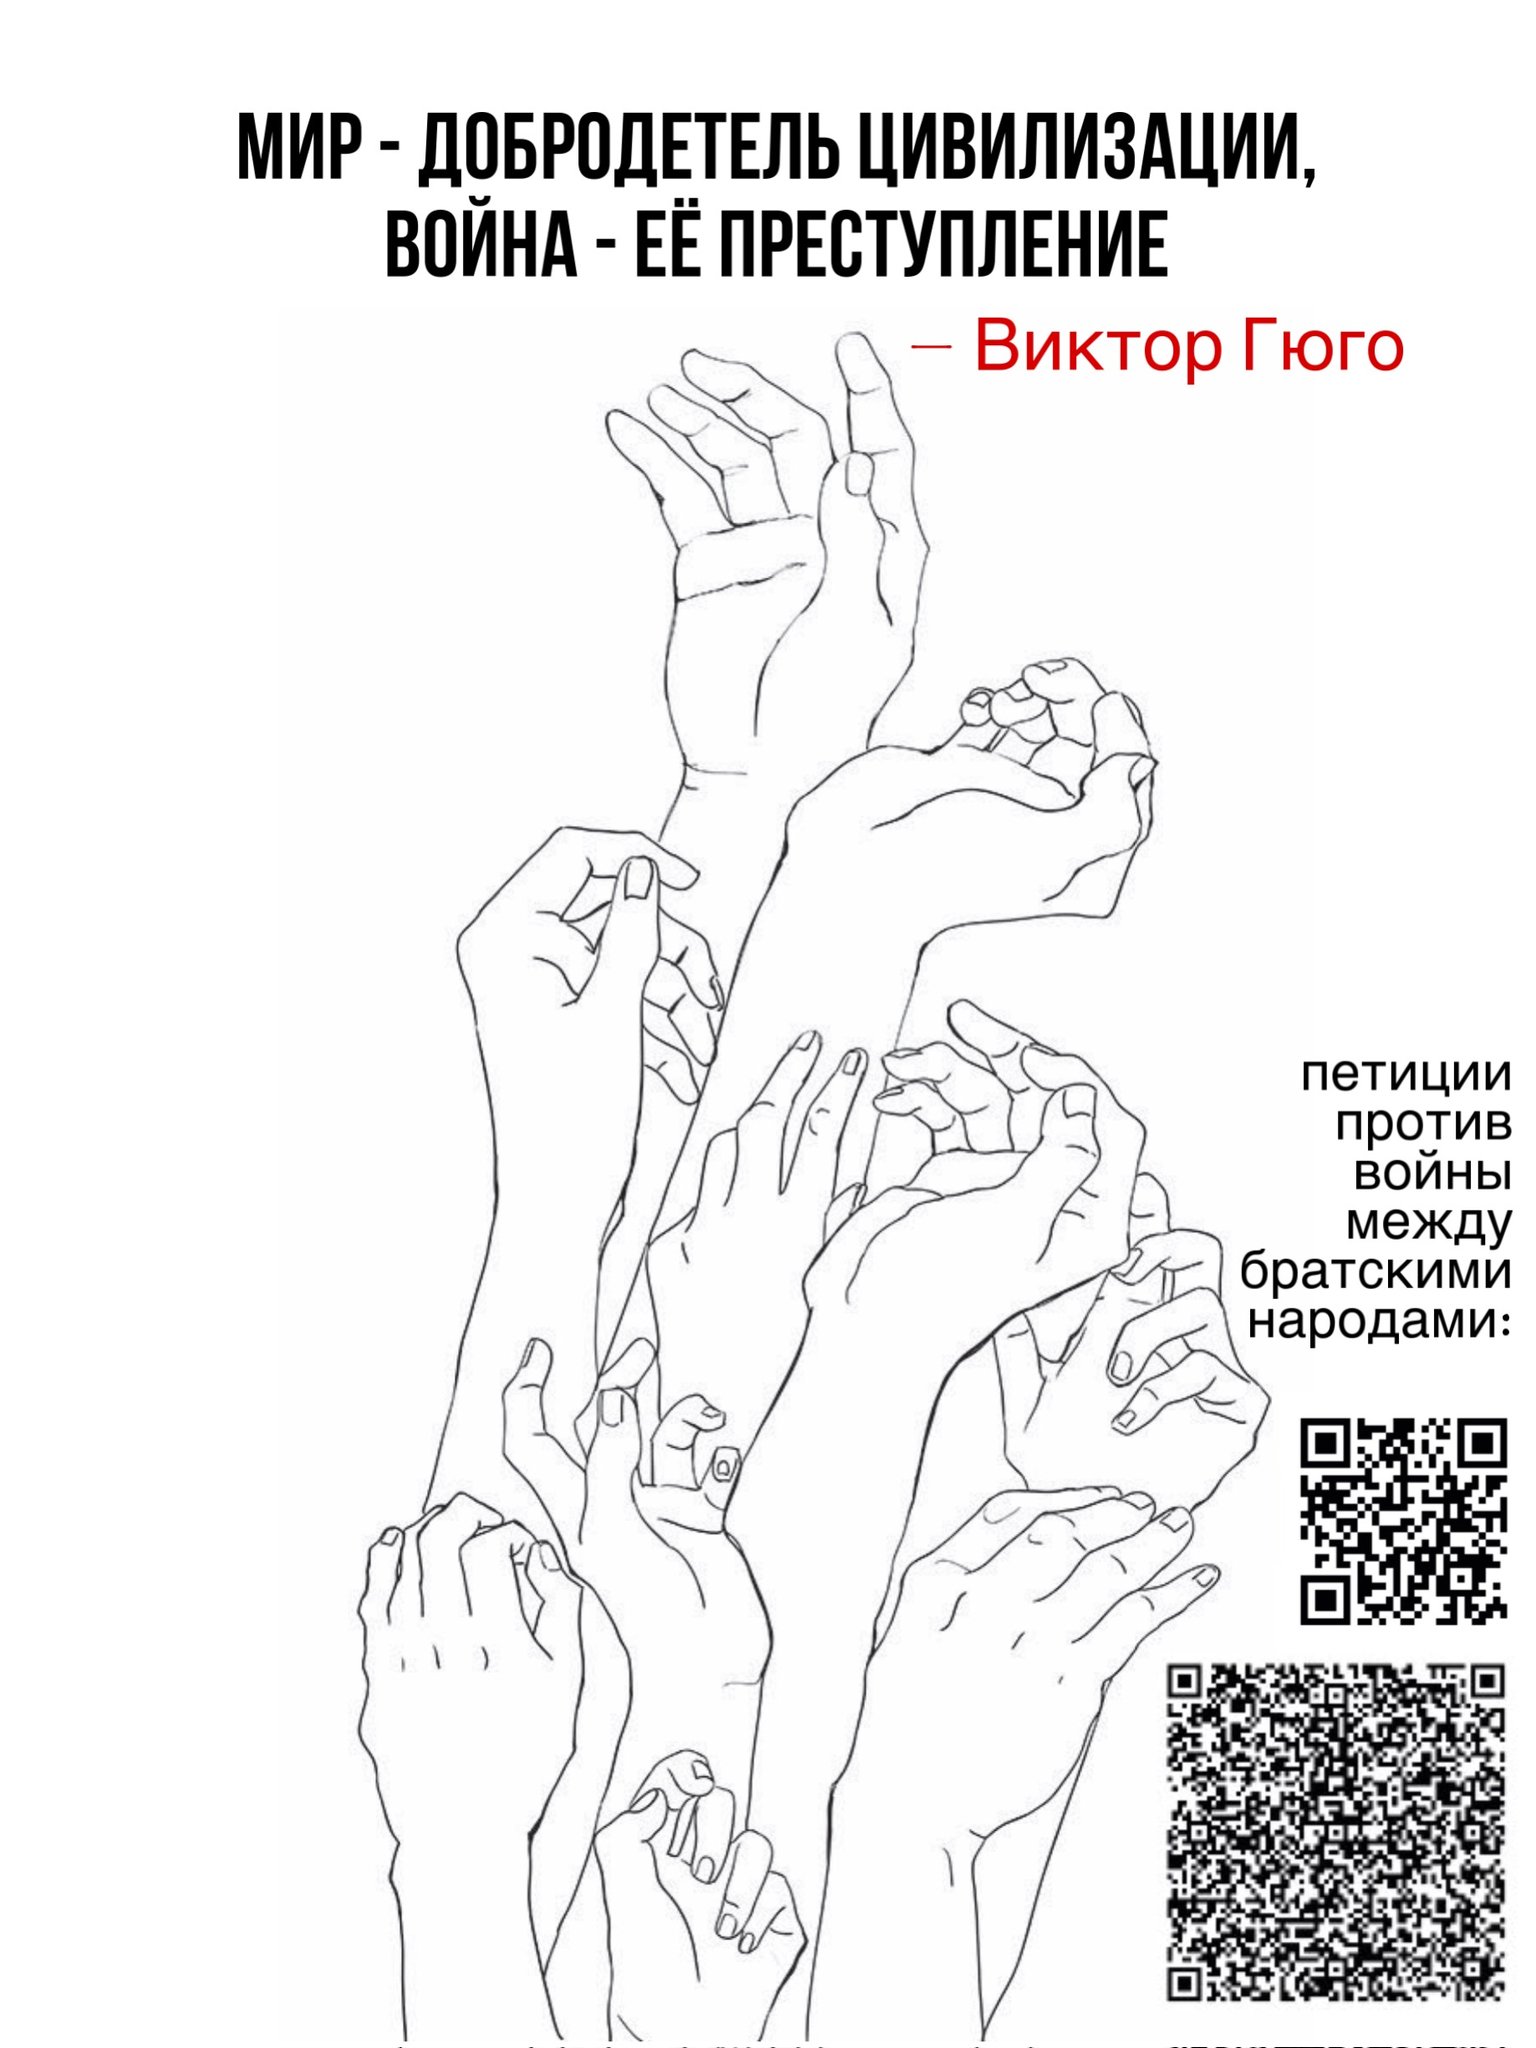 МИР - ДОБРОДЕТЕЛЬ ЦИВИЛИЗАЦИИ,
ВОЙНА - ЕЁ ПРЕСТУПЛЕНИЕ
— Виктор Гюго
петиции
против
войны
между
братскими
народами: